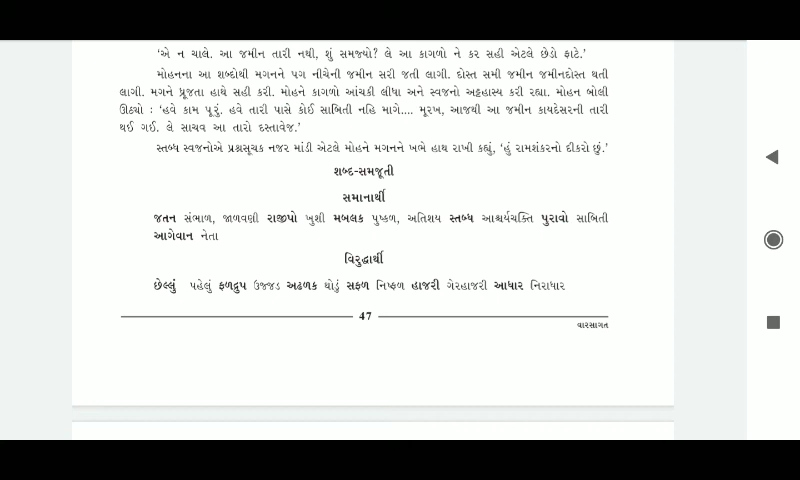 ‘એ ન ચાલે. આ જમીન તારી નથી, શું સમજ્યો? લે આ કાગળો ને કર સહી એટલે છેડો ફાટે.’
મોહનના આ શબ્દોથી મગનને પગ નીચેની જમીન સરી જતી લાગી. દોસ્ત સમી જમીન જમીનદોસ્ત થતી
લાગી. મગને ધ્રૂજતા હાથે સહી કરી. મોહને કાગળો આંચકી લીધા અને સ્વજનો અટ્ટહાસ્ય કરી રહ્યા. મોહન બોલી
ઊઠ્યો : ‘હવે કામ પૂરું. હવે તારી પાસે કોઈ સાબિતી નહિ માગે.... મૂરખ, આજથી આ જમીન કાયદેસરની તારી
થઈ ગઈ. લે સાચવ આ તારો દસ્તાવેજ.’
સ્તબ્ધ સ્વજનોએ પ્રશ્નસૂચક નજર માંડી એટલે મોહને મગનને ખભે હાથ રાખી કહ્યું, ‘હું રામશંકરનો દીકરો છું.’
શબ્દ-સમજૂતી
સમાનાર્થી
જતન સંભાળ, જાળવણી રાજીપો ખુશી મબલક પુષ્કળ, અતિશય સ્તબ્ધ આશ્ચર્યચક્તિ પુરાવો સાબિતી
આગેવાન નેતા
વિરુદ્ધાર્થી
છેલ્લું પહેલું ફળદ્રુપ ઉજ્જડ અઢળક થોડું સફળ નિષ્ફળ હાજરી ગેરહાજરી આધાર નિરાધાર
47
વારસાગત